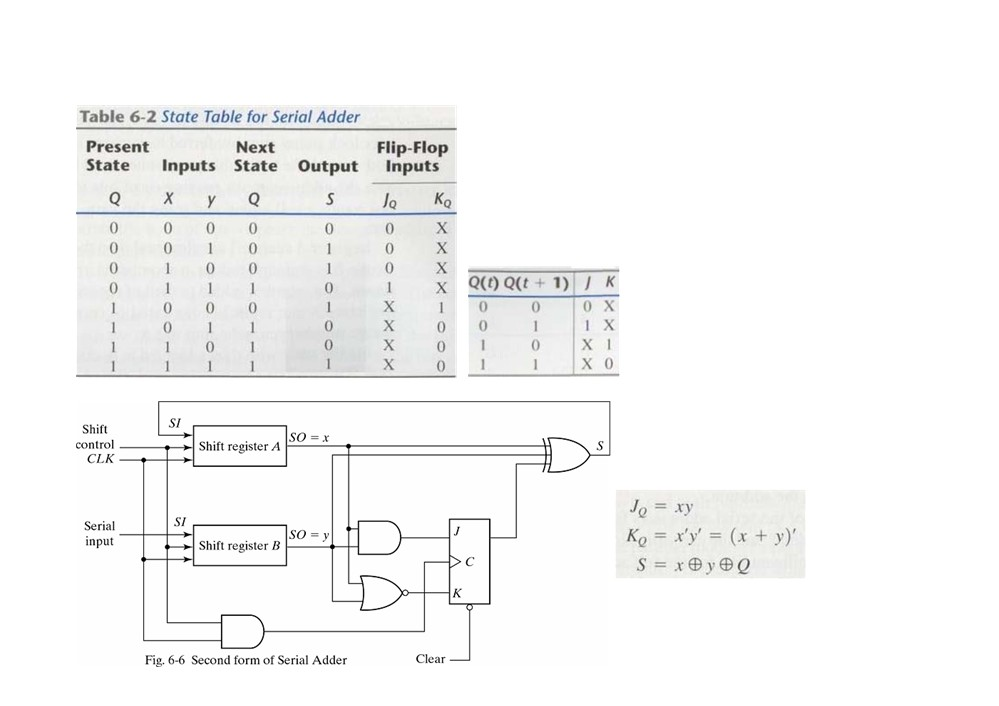 Table 6-2 State Table for Serial Adder
Present Next Flip-Flop
State Inputs State Output Inputs
Q X y Q S JQ KQ
0 0 0 0 0 0 X
0 0 1 0 1 0 X
0 1 0 0 1 0 X
0 1 1 1 0 1 X
1 0 0 0 1 X 1
1 0 1 1 0 X 0
1 1 0 1 0 X 0
1 1 1 1 1 X 0
Q(t) Q(t + 1) J K
0 0 0 X
0 1 1 X
1 0 X 1
1 1 X 0
Shift
control
CLK
SI
Shift register A
SO = x
S
Serial
input
SI
Shift register B
SO = y
J
C
K
Clear
Fig. 6-6 Second form of Serial Adder
JQ = xy
KQ = x'y' = (x + y)'
S = x ⊕ y ⊕ Q